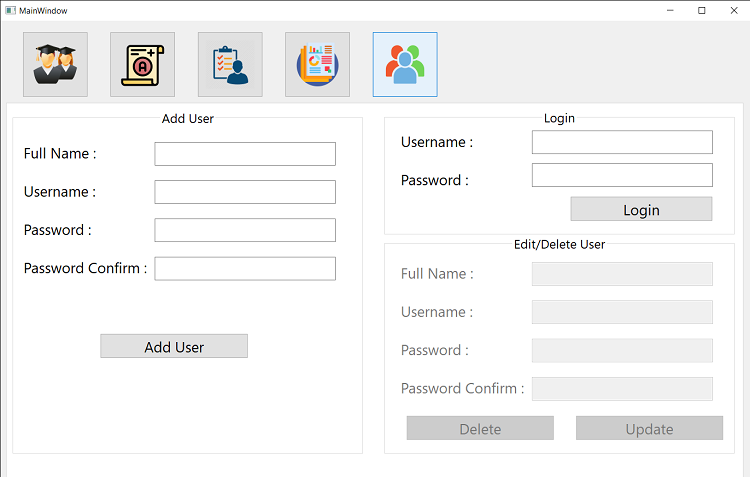 MainWindow
A
Add User
Full Name :
Username :
Password :
Password Confirm :
Add User
Login
Username :
Password :
Login
Edit/Delete User
Full Name :
Username :
Password :
Password Confirm :
Delete
Update